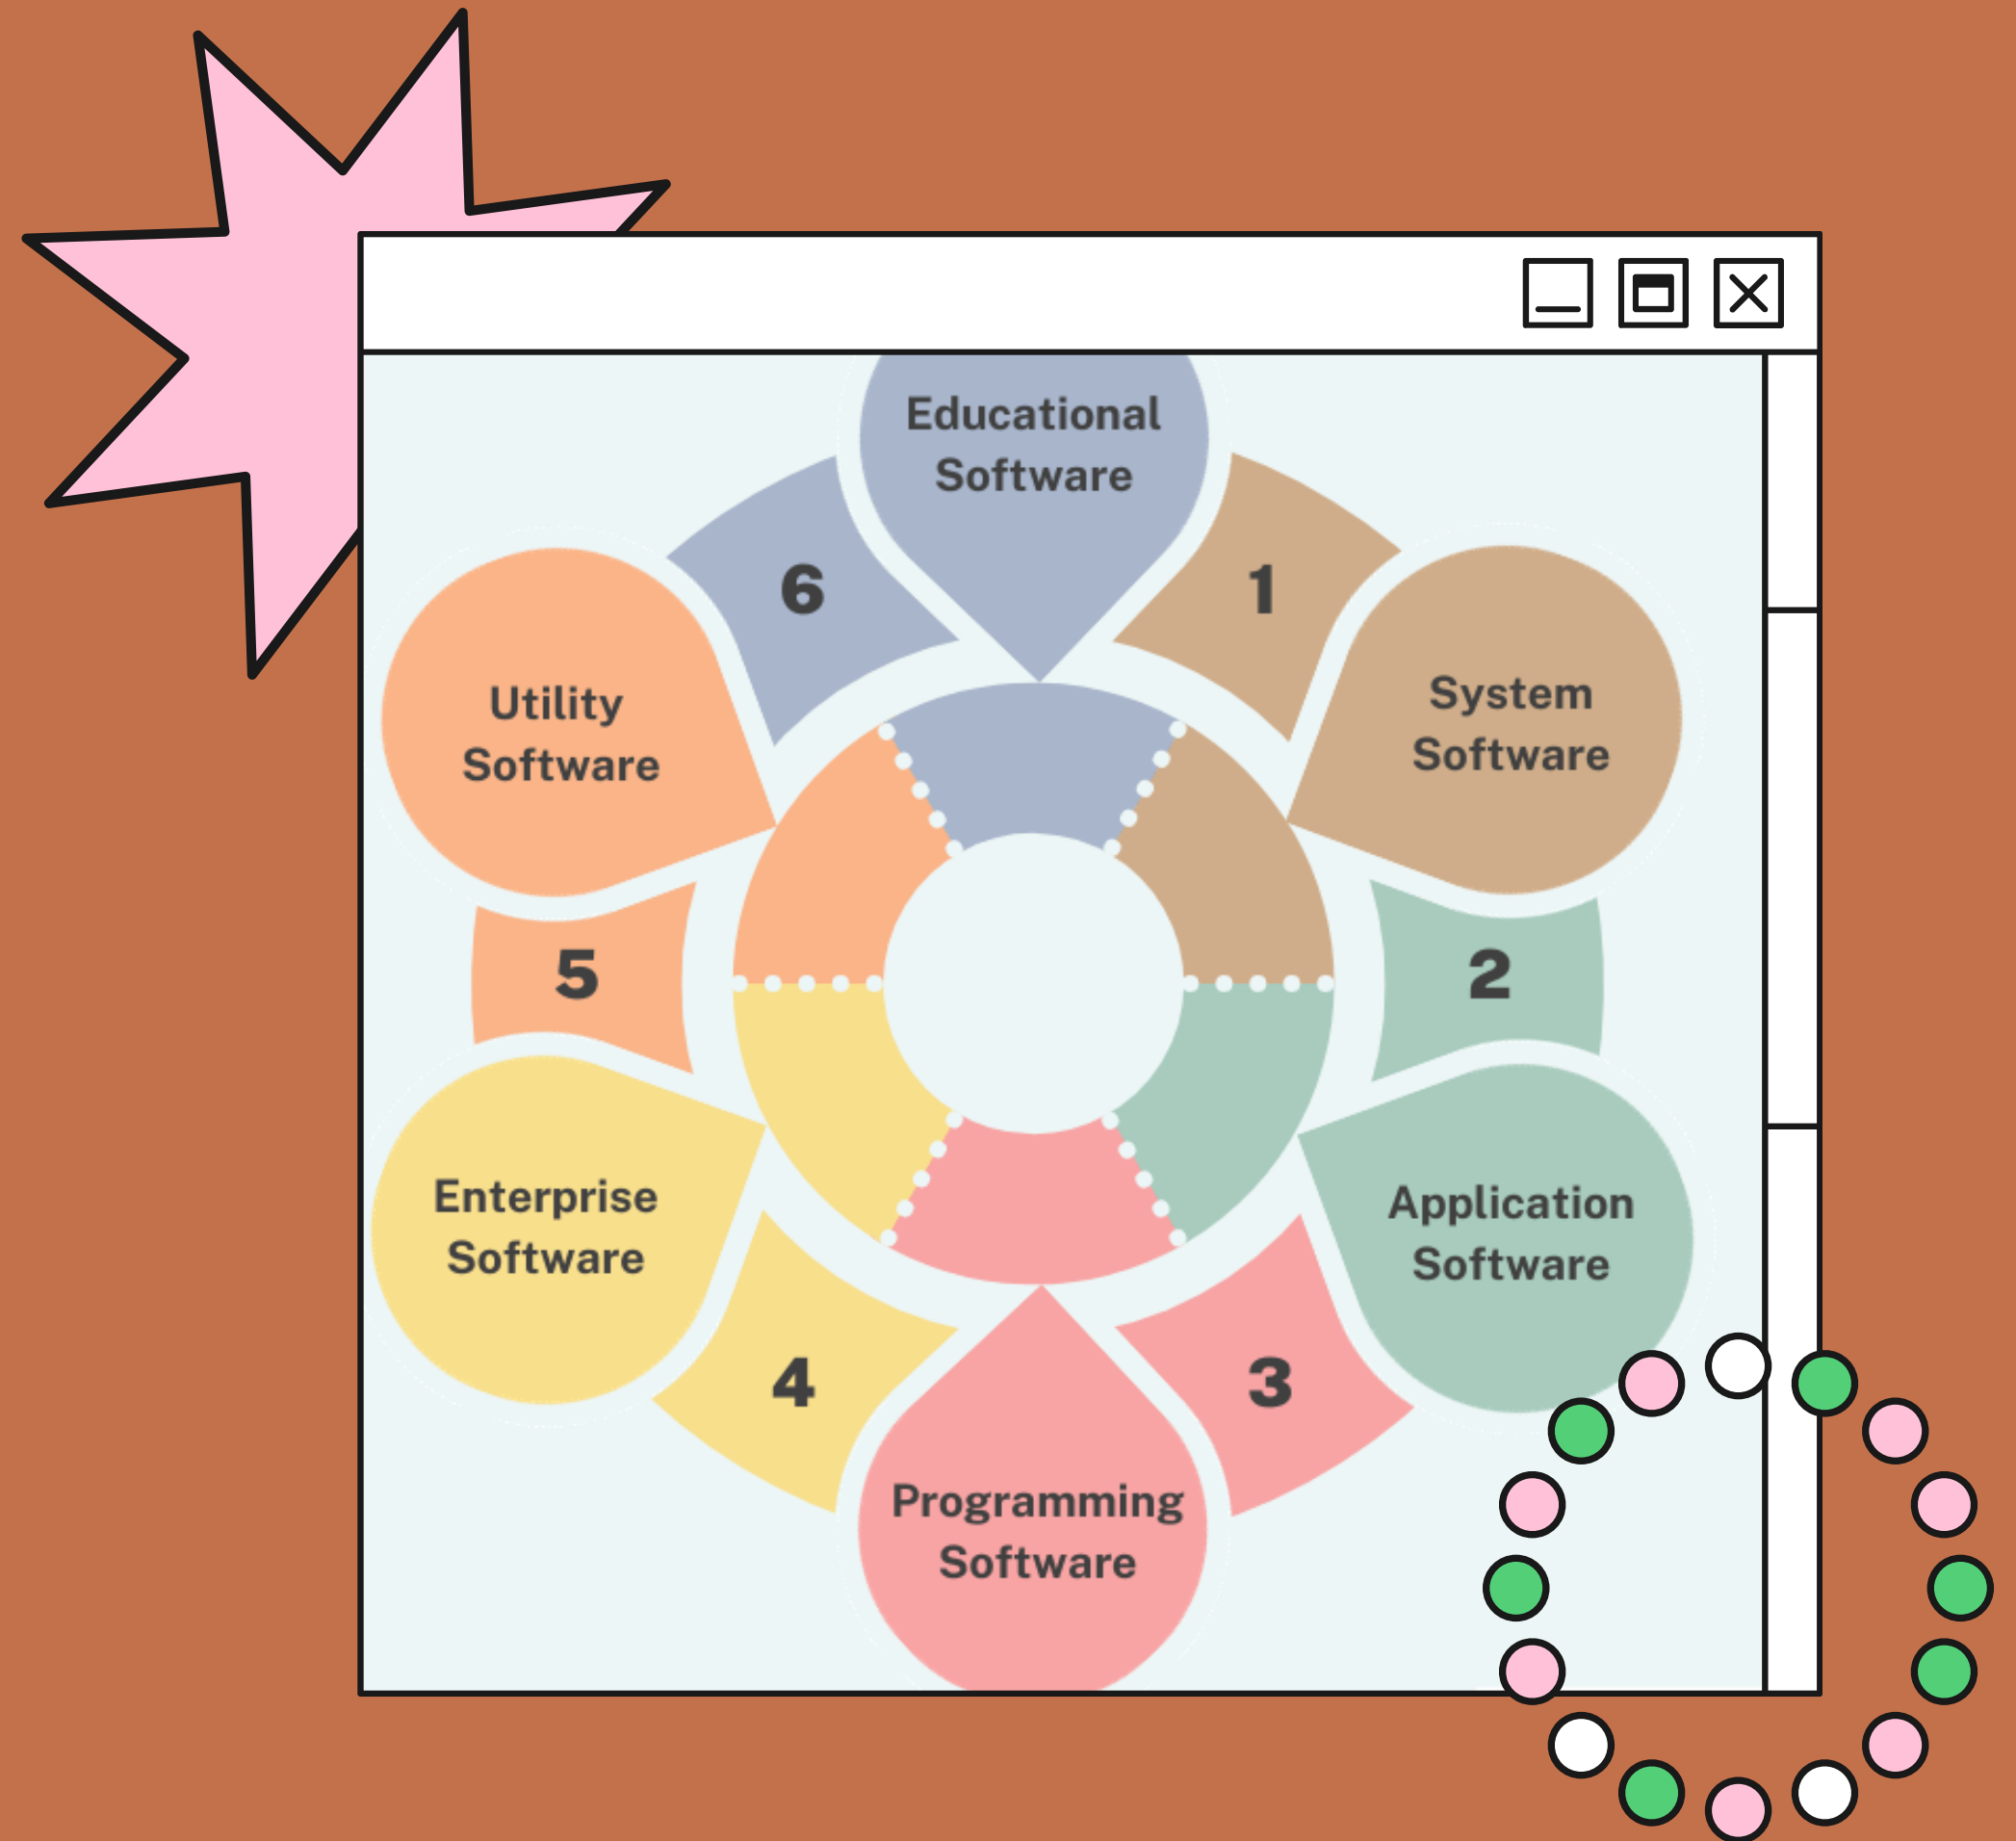 Educational
Software
6
1
Utility
Software
System
Software
5
2
Enterprise
Software
Application
Software
4
3
Programming
Software